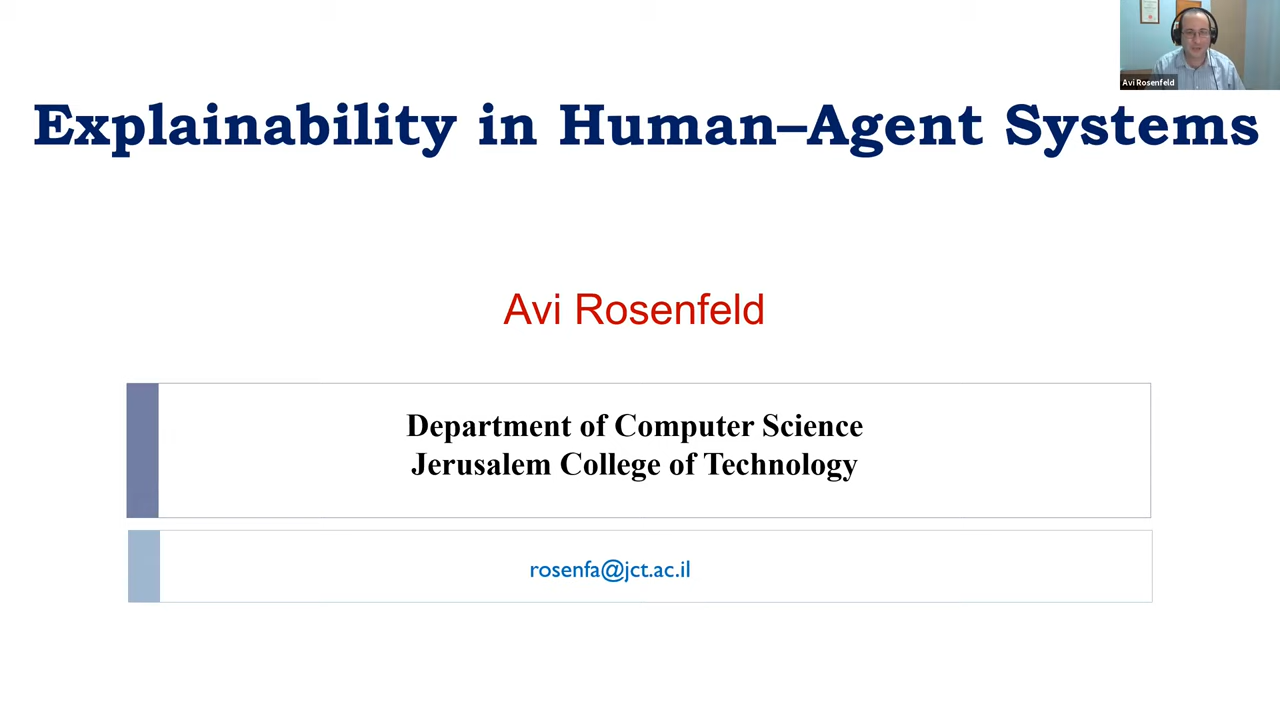 Avi Rosenfeld
Explainability in Human–Agent Systems
Avi Rosenfeld
Department of Computer Science
Jerusalem College of Technology
rosenfa@jct.ac.il